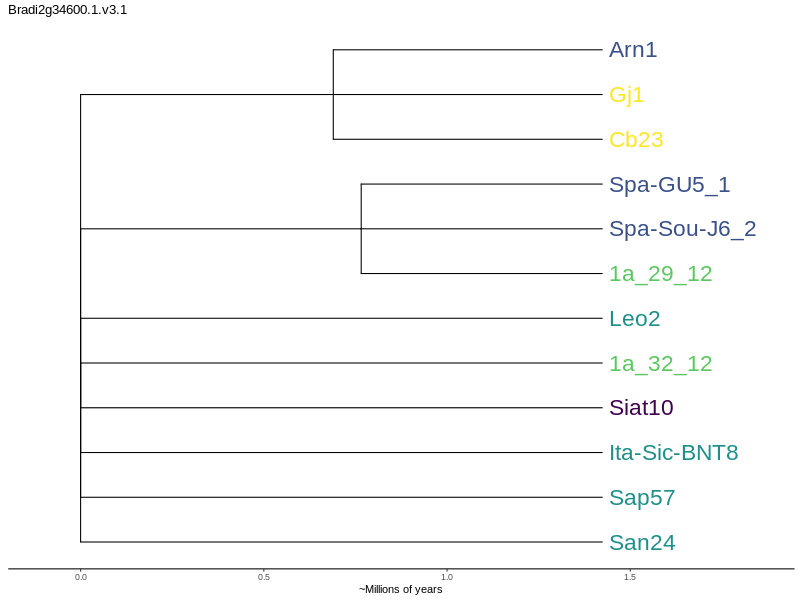 Bradi2g34600.1.v3.1
Arn1
Gj1
Cb23
Spa-GU5_1
Spa-Sou-J6_2
1a_29_12
Leo2
1a_32_12
Siat10
Ita-Sic-BNT8
Sap57
San24
0.0 0.5 1.0 1.5
~Millions of years